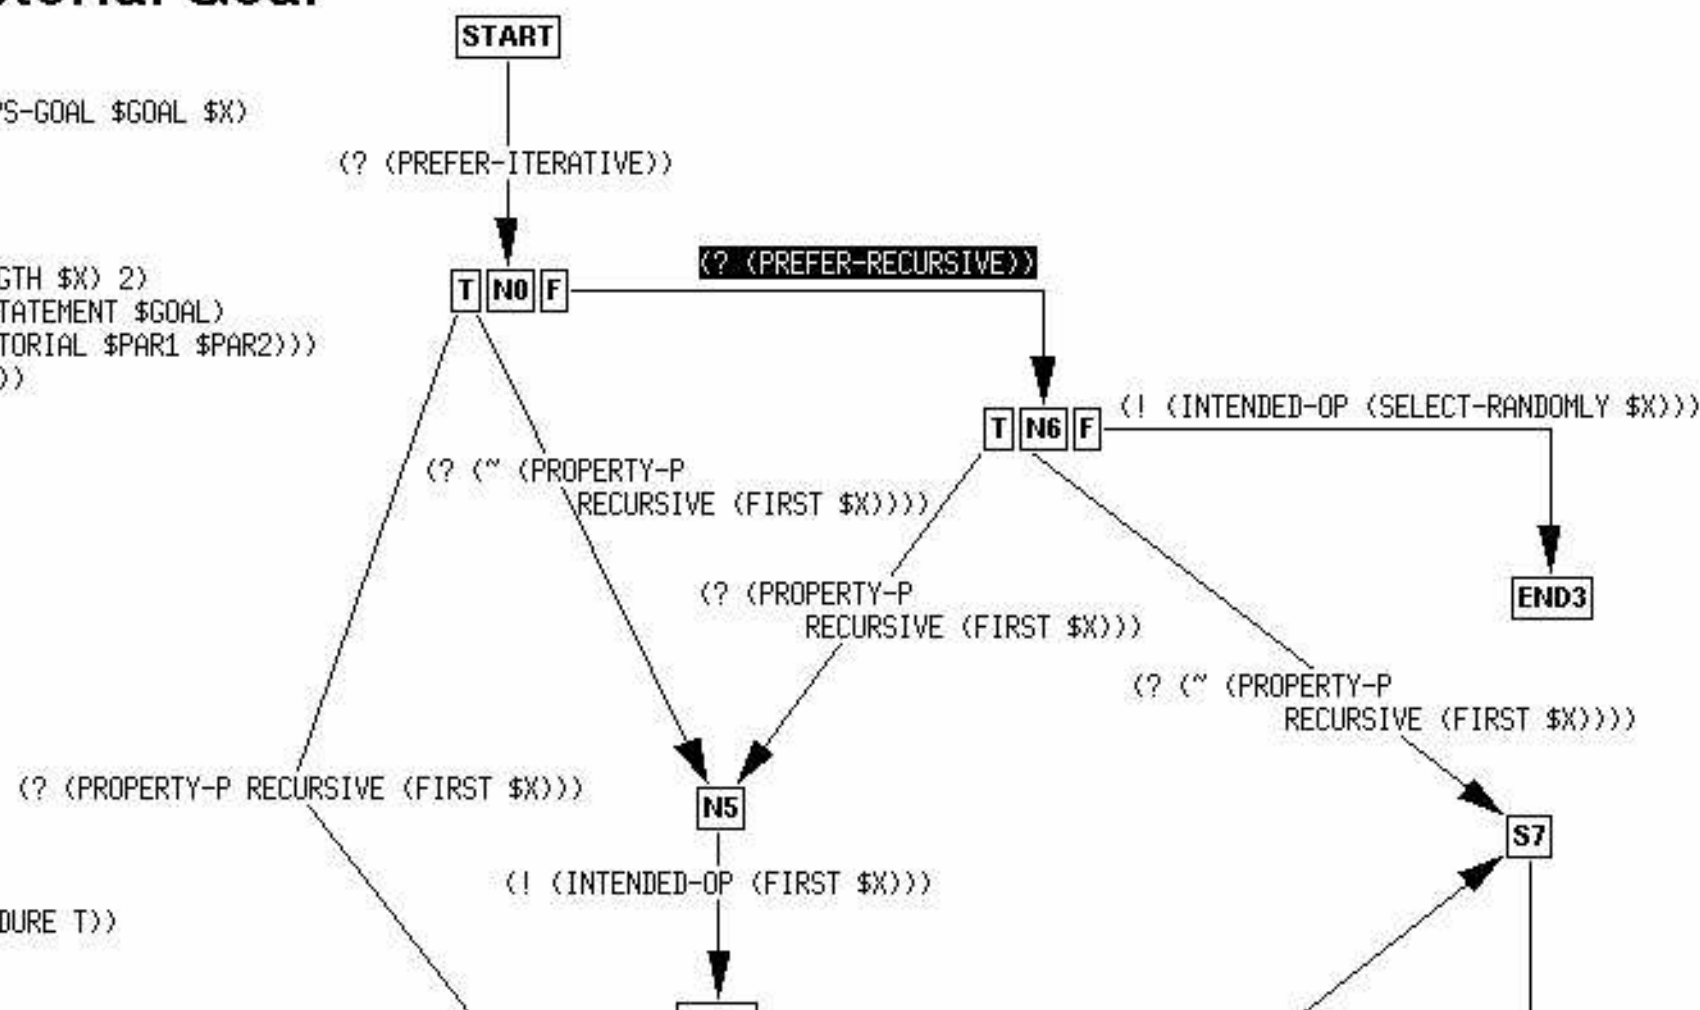 START
S-GOAL $GOAL $X)
(? (PREFER-ITERATIVE))
(? (PREFER-RECURSIVE))
GTH $X) 2)
T N0 F
TATEMENT $GOAL)
TORIAL $PAR1 $PAR2)))
))
(! (INTENDED-OP (SELECT-RANDOMLY $X)))
T N6 F
(? (~ (PROPERTY-P
RECURSIVE (FIRST $X))))
(? (PROPERTY-P
RECURSIVE (FIRST $X)))
END3
(? (~ (PROPERTY-P
RECURSIVE (FIRST $X))))
(? (PROPERTY-P RECURSIVE (FIRST $X)))
N5
S7
(! (INTENDED-OP (FIRST $X)))
DURE T))